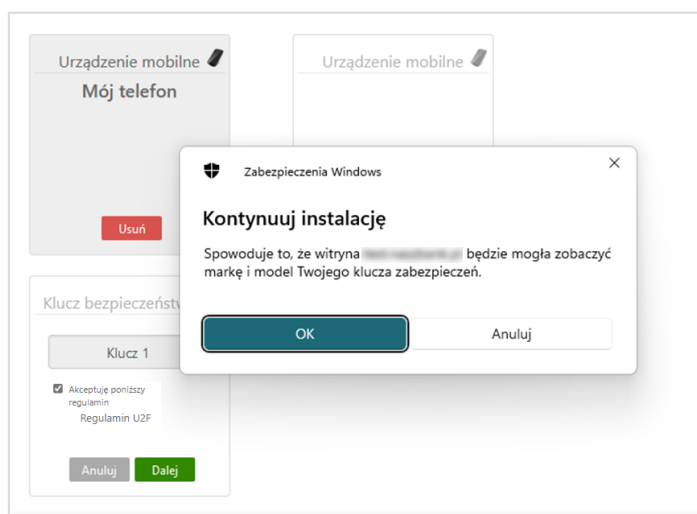 Urządzenie mobilne
Mój telefon
Usuń
Urządzenie mobilne
Zabezpieczenia Windows
Kontynuuj instalację
Spowoduje to, że witryna będzie mogła zobaczyć
markę i model Twojego klucza zabezpieczeń.
OK
Anuluj
Klucz bezpieczeństw
Klucz 1
Akceptuję poniższy
regulamin
Regulamin U2F
Anuluj
Dalej